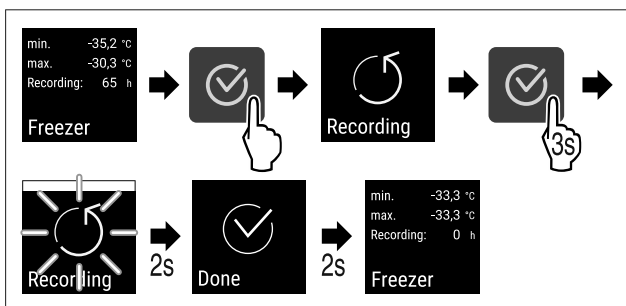 min. -35,2 °C
max. -30,3 °C
Recording: 65 h
Freezer
Recording
3s
Recording
2s
Done
2s
min. -33,3 °C
max. -33,3 °C
Recording: 0 h
Freezer